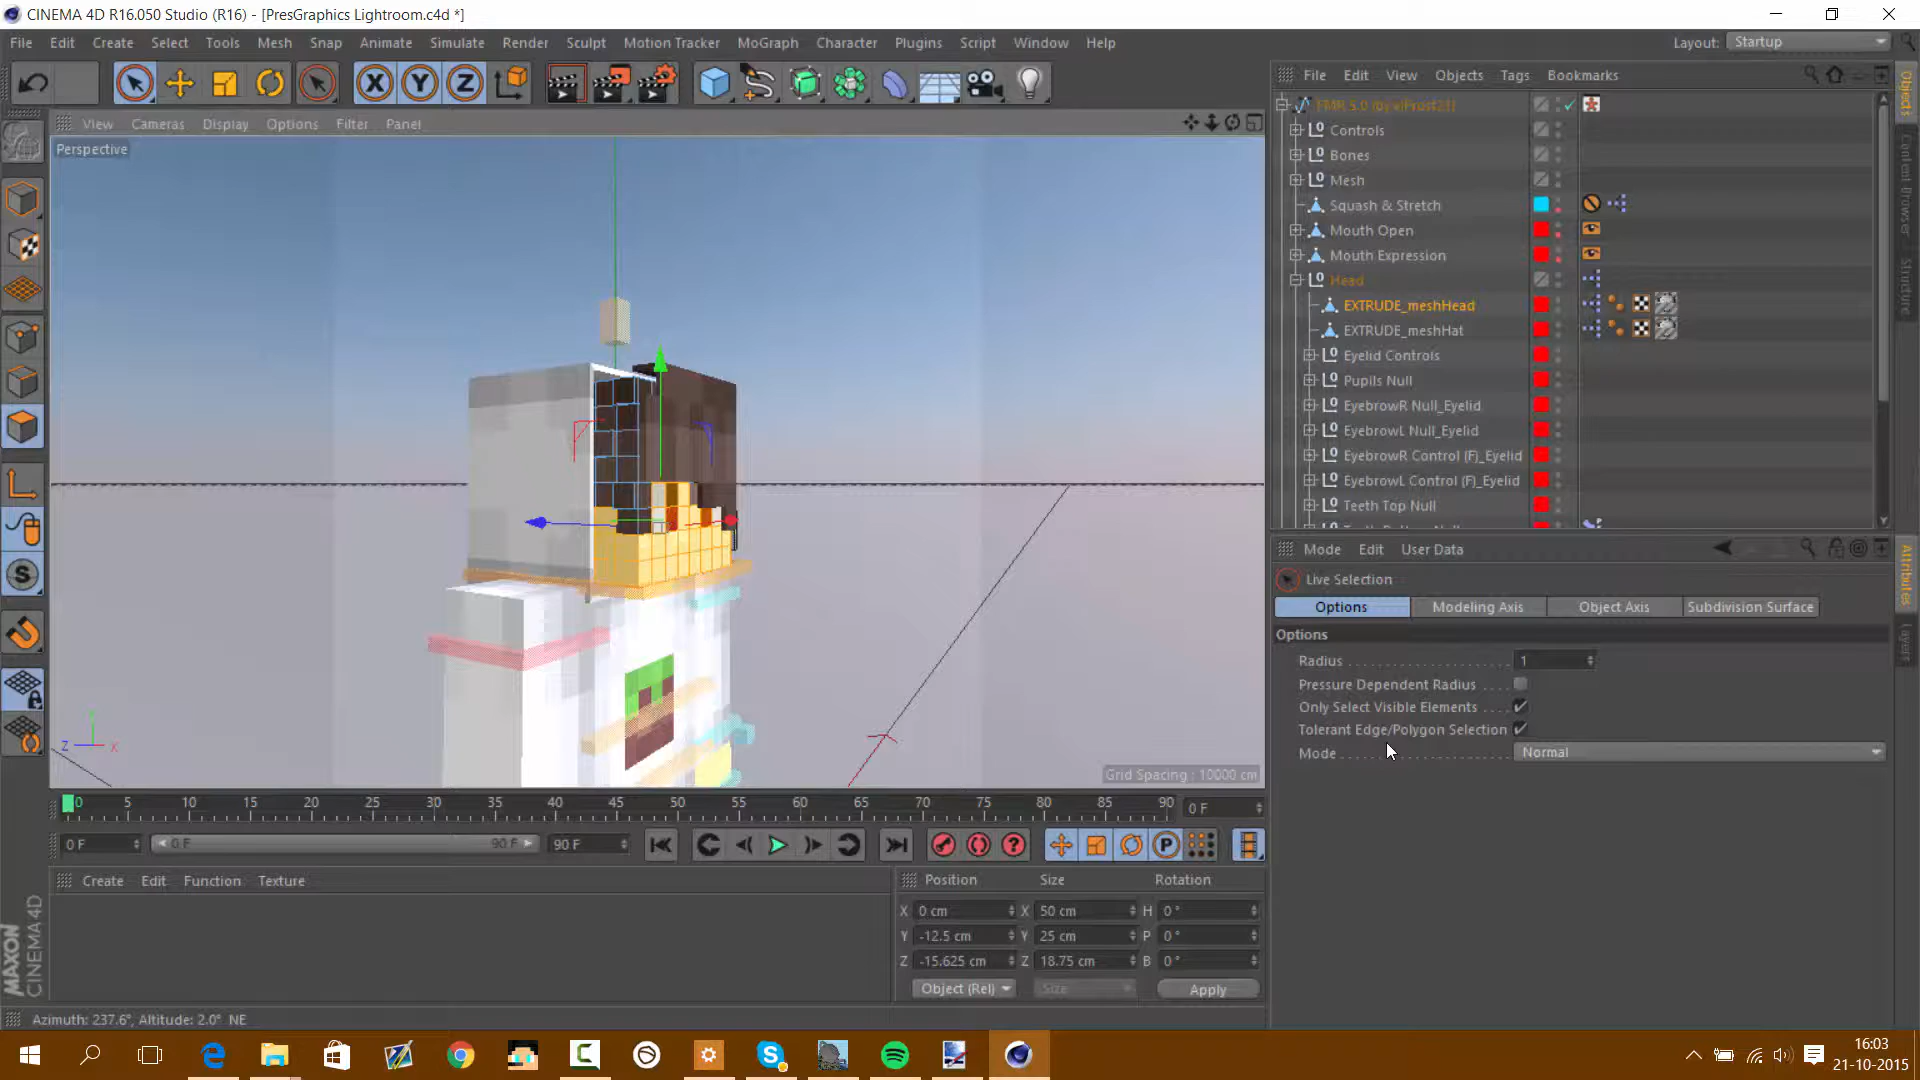 CINEMA 4D R16.050 Studio (R16) - [PresGraphics Lightroom.c4d *]
File Edit Create Select Tools Mesh Snap Animate Simulate Render Sculpt Motion Tracker MoGraph Character Plugins Script Window Help
Layout: Startup
File Edit View Objects Tags Bookmarks
View Cameras Display Options Filter Panel
Perspective
Controls
Bones
Mesh
Squash & Stretch
Mouth Open
Mouth Expression
Head
EXTRUDE_meshHead
EXTRUDE_meshHat
Eyelid Controls
Pupils Null
EyebrowR Null_Eyelid
EyebrowL Null_Eyelid
EyebrowR Control (F)_Eyelid
EyebrowL Control (F)_Eyelid
Teeth Top Null
Objects
Content Browser
Structure
Mode Edit User Data
Live Selection
Options Modeling Axis Object Axis Subdivision Surface
Options
Radius 1
Pressure Dependent Radius
Only Select Visible Elements
Tolerant Edge/Polygon Selection
Mode Normal
Attributes
Layers
Y
Z X
Grid Spacing : 10000 cm
0 5 10 15 20 25 30 35 40 45 50 55 60 65 70 75 80 85 90 0 F
0 F 0 F 90 F 90 F
Create Edit Function Texture
Position Size Rotation
X 0 cm X 50 cm H 0 °
Y -12.5 cm Y 25 cm P 0 °
Z -15.625 cm Z 18.75 cm B 0 °
Object (Rel) Size Apply
MAXON
CINEMA 4D
Azimuth: 237.6°, Altitude: 2.0° NE
16:03
21-10-2015